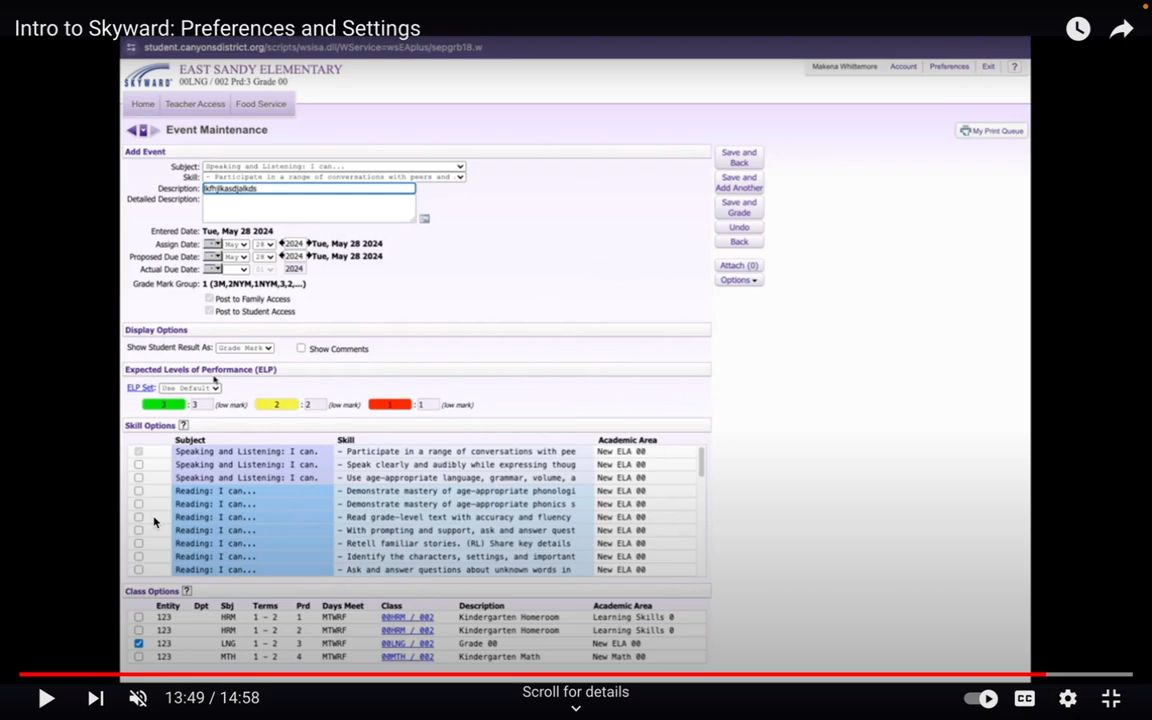 Intro to Skyward: Preferences and Settings
student.canyonsdistrict.org/scripts/wsisa.dll/WService=wsEAplus/sepgrb18.w
SKYWARD
EAST SANDY ELEMENTARY
00LNG / 002 Prd:3 Grade 00
Makena Whittemore Account Preferences Exit ?
Home Teacher Access Food Service
Event Maintenance
My Print Queue
Add Event
Subject: Speaking and Listening: I can...
Skill: - Participate in a range of conversations with peers and
Description: lkfhjlkasdjalkds
Detailed Description:
Entered Date: Tue, May 28 2024
Assign Date: May 28 2024 Tue, May 28 2024
Proposed Due Date: May 28 2024 Tue, May 28 2024
Actual Due Date: 2024
Grade Mark Group: 1 (3M,2NYM,1NYM,3,2,...)
Post to Family Access
Post to Student Access
Save and Back
Save and Add Another
Save and Grade
Undo
Back
Attach (0)
Options
Display Options
Show Student Result As: Grade Mark Show Comments
Expected Levels of Performance (ELP)
ELP Set: Use Default
3 : 3 (low mark) 2 : 2 (low mark) 1 : 1 (low mark)
Skill Options ?
Subject Skill Academic Area
Speaking and Listening: I can. - Participate in a range of conversations with pee New ELA 00
Speaking and Listening: I can. - Speak clearly and audibly while expressing thoug New ELA 00
Speaking and Listening: I can. - Use age-appropriate language, grammar, volume, a New ELA 00
Reading: I can... - Demonstrate mastery of age-appropriate phonologi New ELA 00
Reading: I can... - Demonstrate mastery of age-appropriate phonics s New ELA 00
Reading: I can... - Read grade-level text with accuracy and fluency New ELA 00
Reading: I can... - With prompting and support, ask and answer quest New ELA 00
Reading: I can... - Retell familiar stories. (RL) Share key details New ELA 00
Reading: I can... - Identify the characters, settings, and important New ELA 00
Reading: I can... - Ask and answer questions about unknown words in New ELA 00
Class Options ?
Entity Dpt Sbj Terms Prd Days Meet Class Description Academic Area
123 HRM 1 - 2 1 MTWRF 00HRM / 002 Kindergarten Homeroom Learning Skills 0
123 HRM 1 - 2 2 MTWRF 00HRM / 002 Kindergarten Homeroom Learning Skills 0
123 LNG 1 - 2 3 MTWRF 00LNG / 002 Grade 00 New ELA 00
123 MTH 1 - 2 4 MTWRF 00MTH / 002 Kindergarten Math New Math 00
13:49 / 14:58
Scroll for details
CC